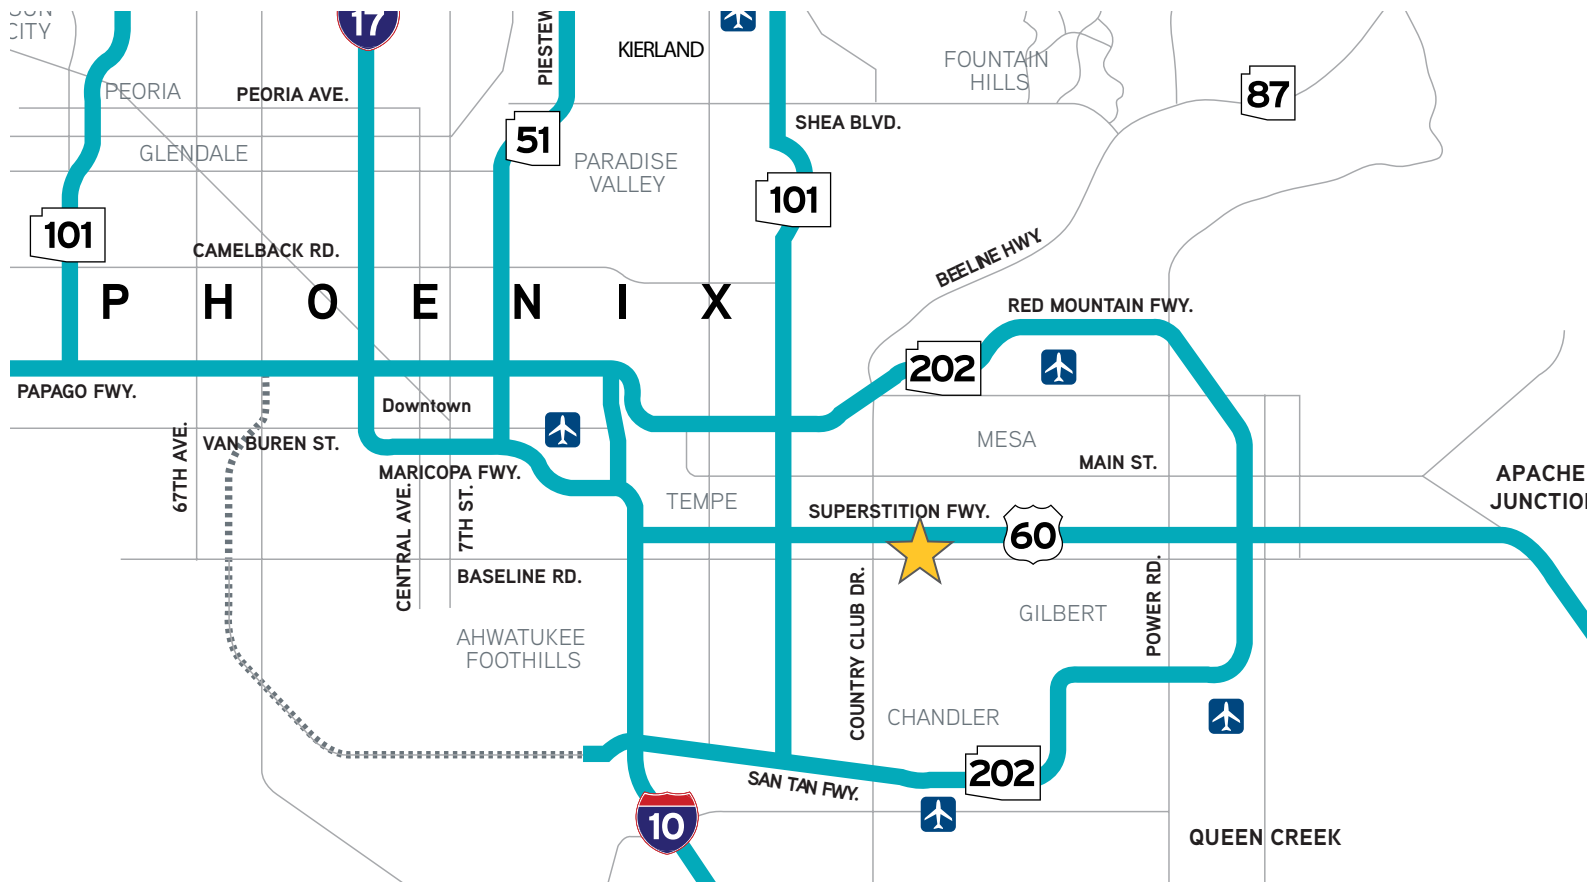 CITY
17
KIERLAND
FOUNTAIN
HILLS
PEORIA
PEORIA AVE.
87
SHEA BLVD.
51
GLENDALE
PARADISE
VALLEY
101
101
CAMELBACK RD.
BEELINE HWY.
PHOENIX
RED MOUNTAIN FWY.
202
PAPAGO FWY.
Downtown
67TH AVE.
VAN BUREN ST.
MESA
MARICOPA FWY.
MAIN ST.
APACHE
CENTRAL AVE.
7TH ST.
TEMPE
SUPERSTITION FWY.
60
BASELINE RD.
COUNTRY CLUB DR.
POWER RD.
GILBERT
AHWATUKEE
FOOTHILLS
CHANDLER
SAN TAN FWY.
202
10
QUEEN CREEK